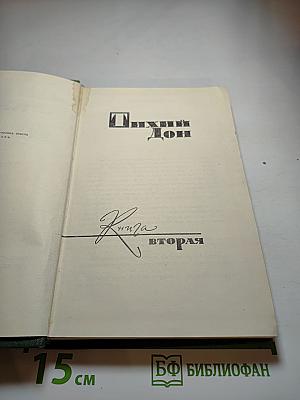 Тихий
Дон
Книга
вторая
15 см
БФ БИБЛИОФАН